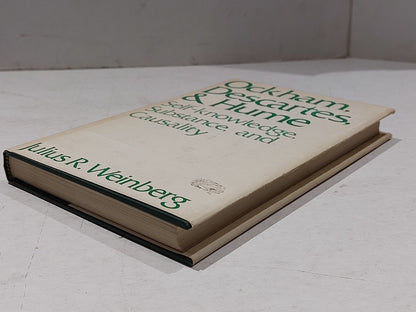 Ockham,
Descartes,
& Hume
Self-knowledge,
Substance, and
Causality
Julius R. Weinberg